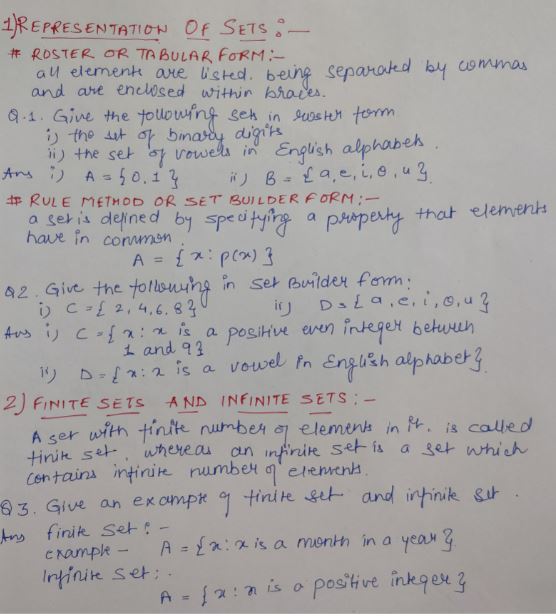 1) REPRESENTATION OF SETS :—
# ROSTER OR TABULAR FORM:—
all elements are listed, being separated by commas
and are enclosed within braces.
Q.1. Give the following sets in roster form
i) the set of binary digits
ii) the set of vowels in English alphabets.
Ans i) A = {0,1} ii) B = {a, e, i, o, u}.
# RULE METHOD OR SET BUILDER FORM:—
a set is defined by specifying a property that elements
have in common.
A = {x : p(x)}
Q2. Give the following in set Builder form:
i) C = {2, 4, 6, 8} ii) D = {a, e, i, o, u}
Ans i) C = {x : x is a positive even integer between
1 and 9}
ii) D = {x : x is a vowel in English alphabet}.
2) FINITE SETS AND INFINITE SETS :—
A set with finite number of elements in it, is called
finite set, whereas an infinite set is a set which
contains infinite number of elements.
Q3. Give an example of finite set and infinite set.
Ans finite set :—
example — A = {x : x is a month in a year}.
Infinite set :.
A = {x : x is a positive integer}